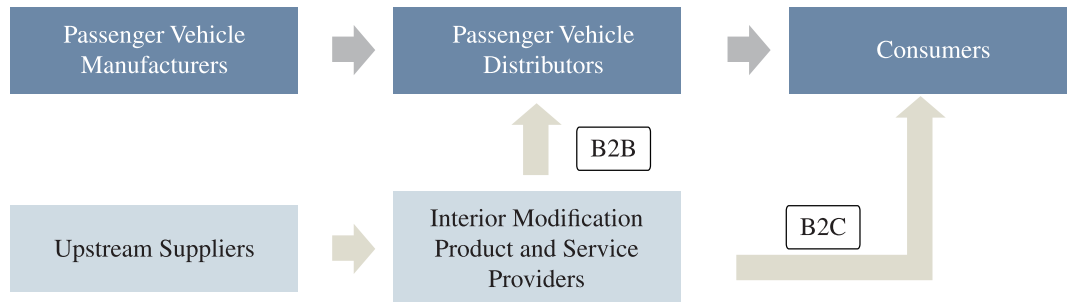 Passenger Vehicle
Manufacturers
Passenger Vehicle
Distributors
Consumers
B2B
Upstream Suppliers
Interior Modification
Product and Service
Providers
B2C